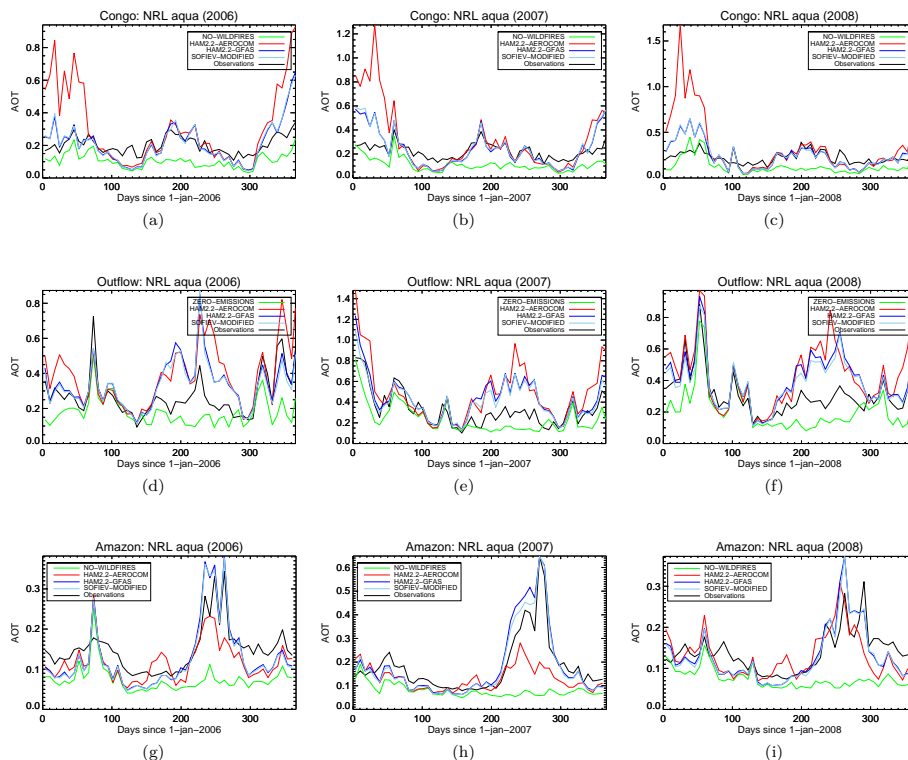 Congo: NRL aqua (2006)
NO−WILDFIRES
HAM2.2−AEROCOM
HAM2.2−GFAS
SOFIEV−MODIFIED
Observations
AOT
0.8
0.6
0.4
0.2
0.0
0 100 200 300
Days since 1−jan−2006
(a)
Congo: NRL aqua (2007)
NO−WILDFIRES
HAM2.2−AEROCOM
HAM2.2−GFAS
SOFIEV−MODIFIED
Observations
AOT
1.2
1.0
0.8
0.6
0.4
0.2
0.0
0 100 200 300
Days since 1−jan−2007
(b)
Congo: NRL aqua (2008)
NO−WILDFIRES
HAM2.2−AEROCOM
HAM2.2−GFAS
SOFIEV−MODIFIED
Observations
AOT
1.5
1.0
0.5
0.0
0 100 200 300
Days since 1−jan−2008
(c)
Outflow: NRL aqua (2006)
ZERO−EMISSIONS
HAM2.2−AEROCOM
HAM2.2−GFAS
SOFIEV−MODIFIED
Observations
AOT
0.8
0.6
0.4
0.2
0.0
0 100 200 300
Days since 1−jan−2006
(d)
Outflow: NRL aqua (2007)
ZERO−EMISSIONS
HAM2.2−AEROCOM
HAM2.2−GFAS
SOFIEV−MODIFIED
Observations
AOT
1.4
1.2
1.0
0.8
0.6
0.4
0.2
0.0
0 100 200 300
Days since 1−jan−2007
(e)
Outflow: NRL aqua (2008)
ZERO−EMISSIONS
HAM2.2−AEROCOM
HAM2.2−GFAS
SOFIEV−MODIFIED
Observations
AOT
0.8
0.6
0.4
0.2
0.0
0 100 200 300
Days since 1−jan−2008
(f)
Amazon: NRL aqua (2006)
NO−WILDFIRES
HAM2.2−AEROCOM
HAM2.2−GFAS
SOFIEV−MODIFIED
Observations
AOT
0.3
0.2
0.1
0.0
0 100 200 300
Days since 1−jan−2006
(g)
Amazon: NRL aqua (2007)
NO−WILDFIRES
HAM2.2−AEROCOM
HAM2.2−GFAS
SOFIEV−MODIFIED
Observations
AOT
0.6
0.5
0.4
0.3
0.2
0.1
0.0
0 100 200 300
Days since 1−jan−2007
(h)
Amazon: NRL aqua (2008)
NO−WILDFIRES
HAM2.2−AEROCOM
HAM2.2−GFAS
SOFIEV−MODIFIED
Observations
AOT
0.3
0.2
0.1
0.0
0 100 200 300
Days since 1−jan−2008
(i)